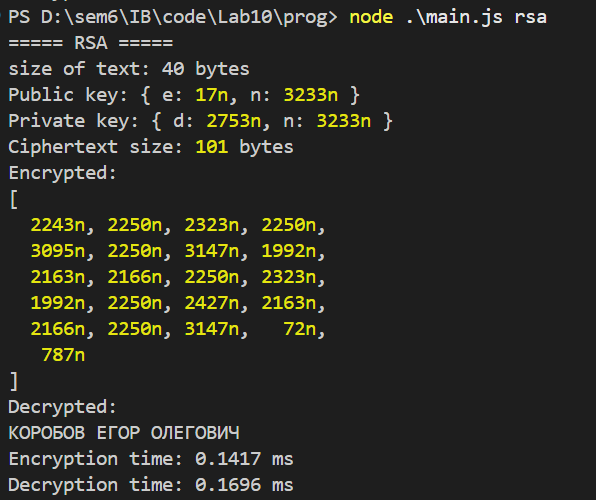 PS D:\sem6\IB\code\Lab10\prog> node .\main.js rsa
===== RSA =====
size of text: 40 bytes
Public key: { e: 17n, n: 3233n }
Private key: { d: 2753n, n: 3233n }
Ciphertext size: 101 bytes
Encrypted:
[
  2243n, 2250n, 2323n, 2250n,
  3095n, 2250n, 3147n, 1992n,
  2163n, 2166n, 2250n, 2323n,
  1992n, 2250n, 2427n, 2163n,
  2166n, 2250n, 3147n,   72n,
   787n
]
Decrypted:
КОРОБОВ ЕГОР ОЛЕГОВИЧ
Encryption time: 0.1417 ms
Decryption time: 0.1696 ms